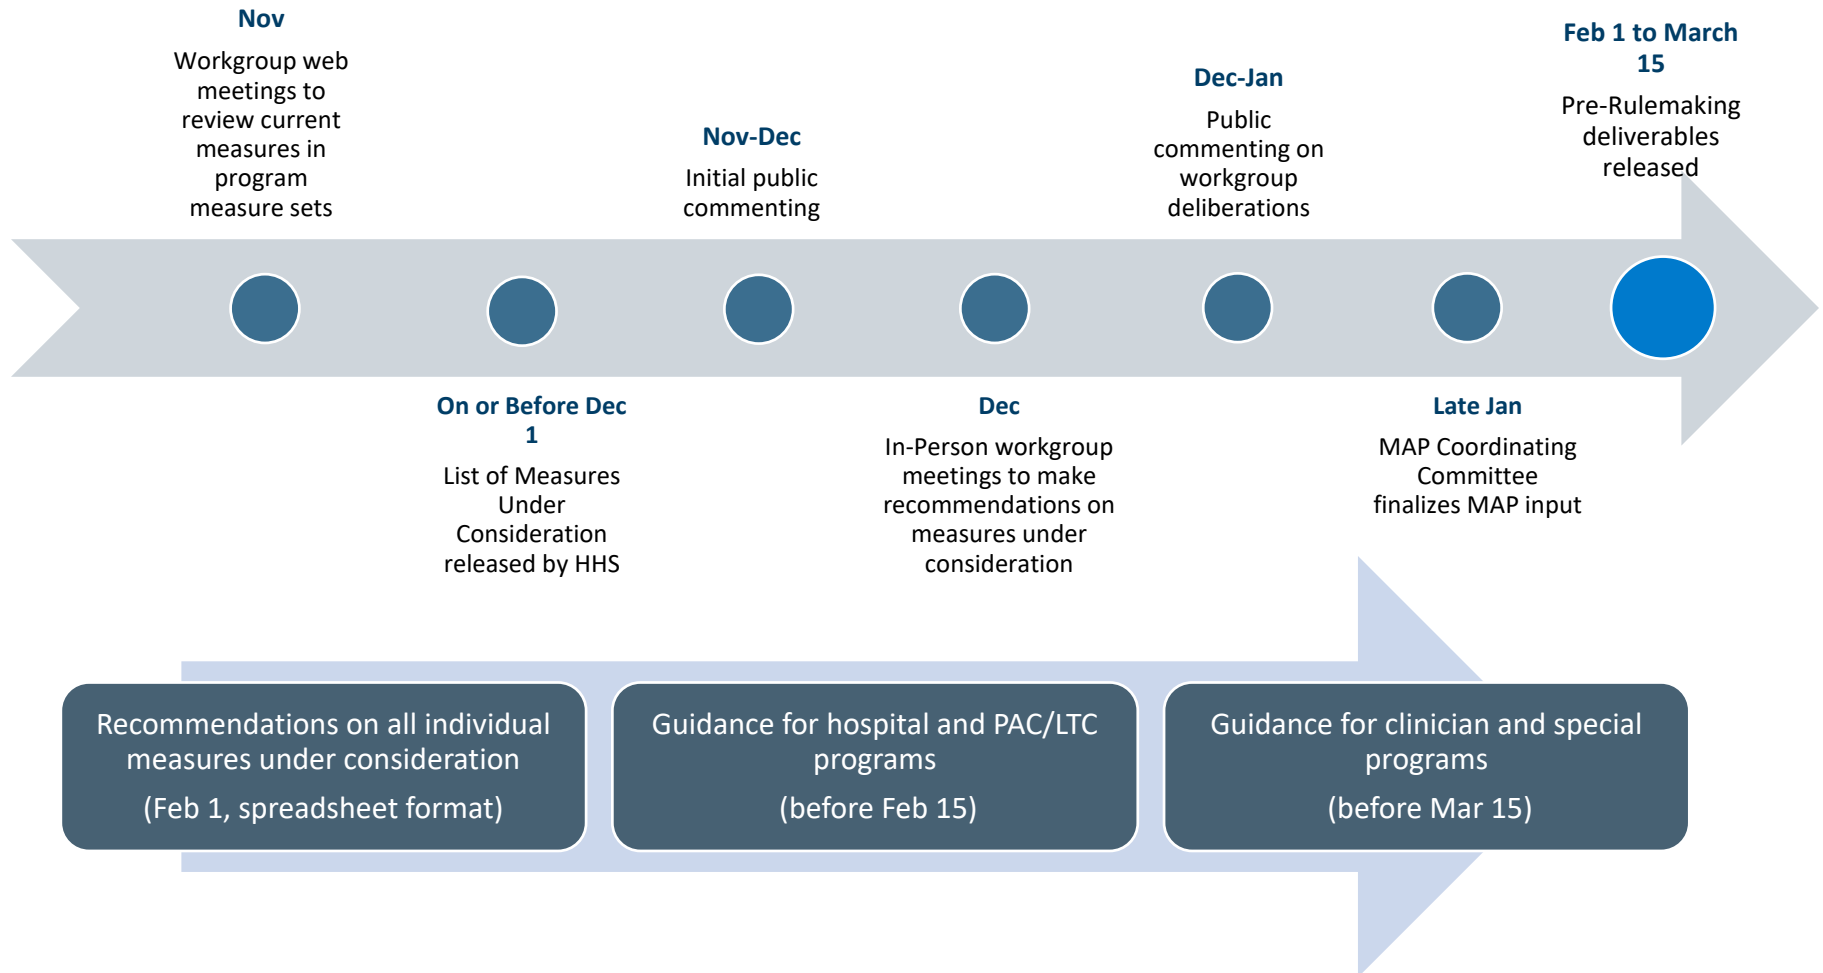 Nov
Workgroup web
meetings to
review current
measures in
program
measure sets
On or Before Dec
1
List of Measures
Under
Consideration
released by HHS
Nov-Dec
Initial public
commenting
Dec
In-Person workgroup
meetings to make
recommendations on
measures under
consideration
Dec-Jan
Public
commenting on
workgroup
deliberations
Late Jan
MAP Coordinating
Committee
finalizes MAP input
Feb 1 to March
15
Pre-Rulemaking
deliverables
released
Recommendations on all individual
measures under consideration
(Feb 1, spreadsheet format)
Guidance for hospital and PAC/LTC
programs
(before Feb 15)
Guidance for clinician and special
programs
(before Mar 15)